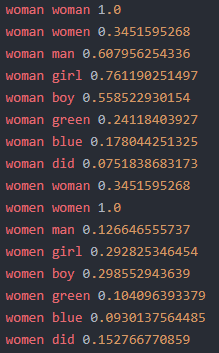 woman woman 1.0
woman women 0.3451595268
woman man 0.607956254336
woman girl 0.761190251497
woman boy 0.558522930154
woman green 0.24118403927
woman blue 0.178044251325
woman did 0.0751838683173
women woman 0.3451595268
women women 1.0
women man 0.126646555737
women girl 0.292825346454
women boy 0.298552943639
women green 0.104096393379
women blue 0.0930137564485
women did 0.152766770859